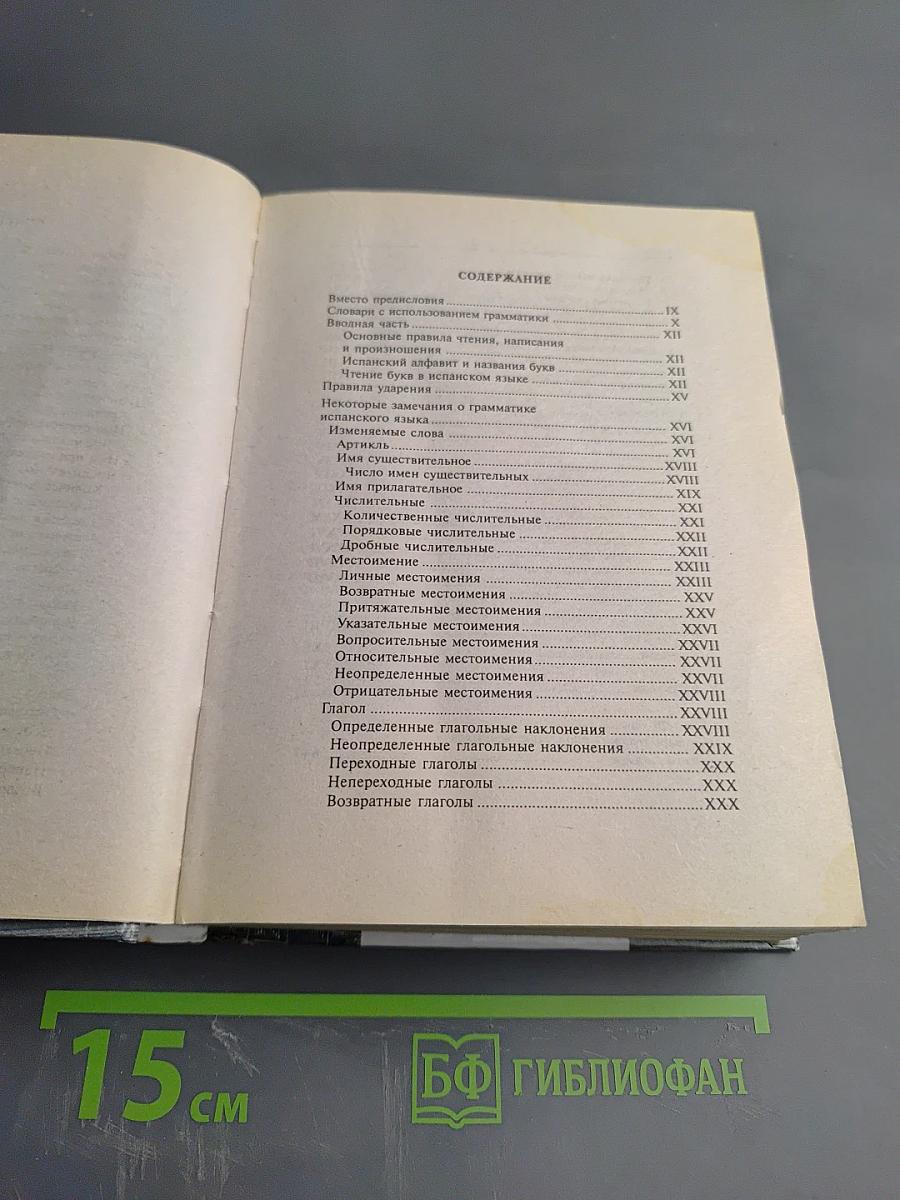 СОДЕРЖАНИЕ
Вместо предисловия ........ IX
Словари с использованием грамматики ........ X
Вводная часть ........ XII
Основные правила чтения, написания
и произношения ........ XII
Испанский алфавит и названия букв ........ XII
Чтение букв в испанском языке ........ XII
Правила ударения ........ XV
Некоторые замечания о грамматике
испанского языка ........ XVI
Изменяемые слова ........ XVI
Артикль ........ XVI
Имя существительное ........ XVIII
Число имен существительных ........ XVIII
Имя прилагательное ........ XIX
Числительные ........ XXI
Количественные числительные ........ XXI
Порядковые числительные ........ XXII
Дробные числительные ........ XXII
Местоимение ........ XXIII
Личные местоимения ........ XXIII
Возвратные местоимения ........ XXV
Притяжательные местоимения ........ XXV
Указательные местоимения ........ XXVI
Вопросительные местоимения ........ XXVII
Относительные местоимения ........ XXVII
Неопределенные местоимения ........ XXVII
Отрицательные местоимения ........ XXVIII
Глагол ........ XXVIII
Определенные глагольные наклонения ........ XXVIII
Неопределенные глагольные наклонения ........ XXIX
Переходные глаголы ........ XXX
Непереходные глаголы ........ XXX
Возвратные глаголы ........ XXX
15 см
БФ ГИБЛИОФАН